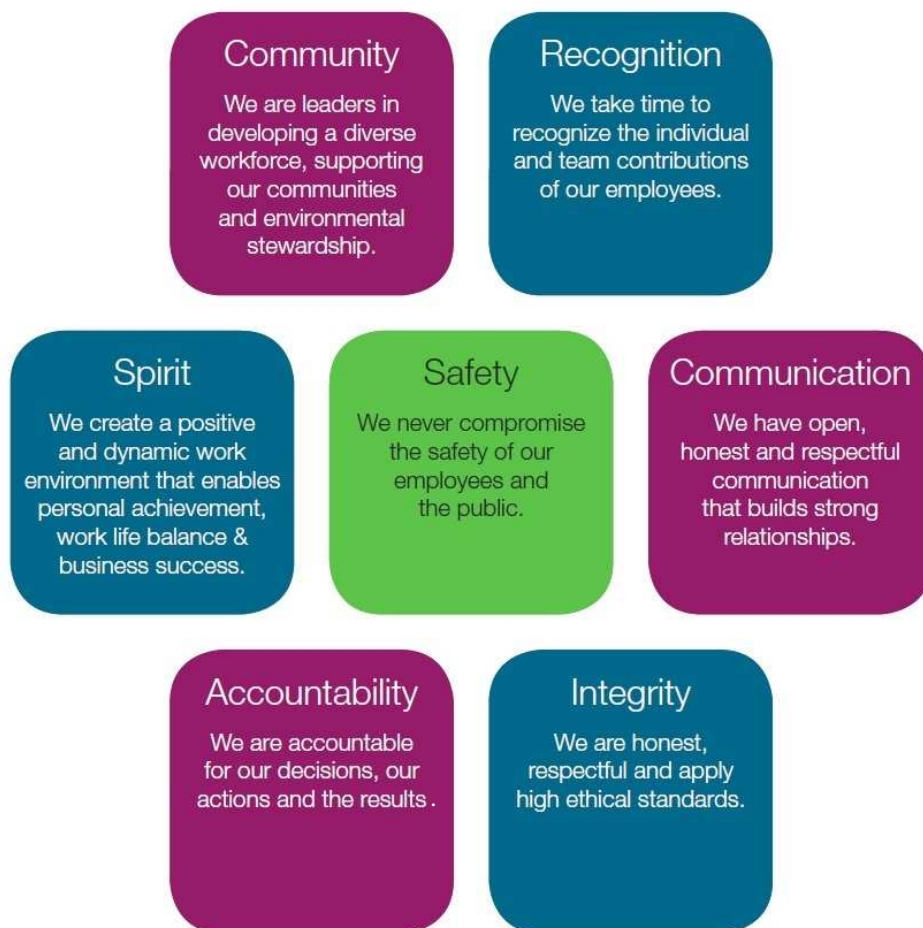 Community
We are leaders in
developing a diverse
workforce, supporting
our communities
and environmental
stewardship.
Recognition
We take time to
recognize the individual
and team contributions
of our employees.
Spirit
We create a positive
and dynamic work
environment that enables
personal achievement,
work life balance &
business success.
Safety
We never compromise
the safety of our
employees and
the public.
Communication
We have open,
honest and respectful
communication
that builds strong
relationships.
Accountability
We are accountable
for our decisions, our
actions and the results .
Integrity
We are honest,
respectful and apply
high ethical standards.